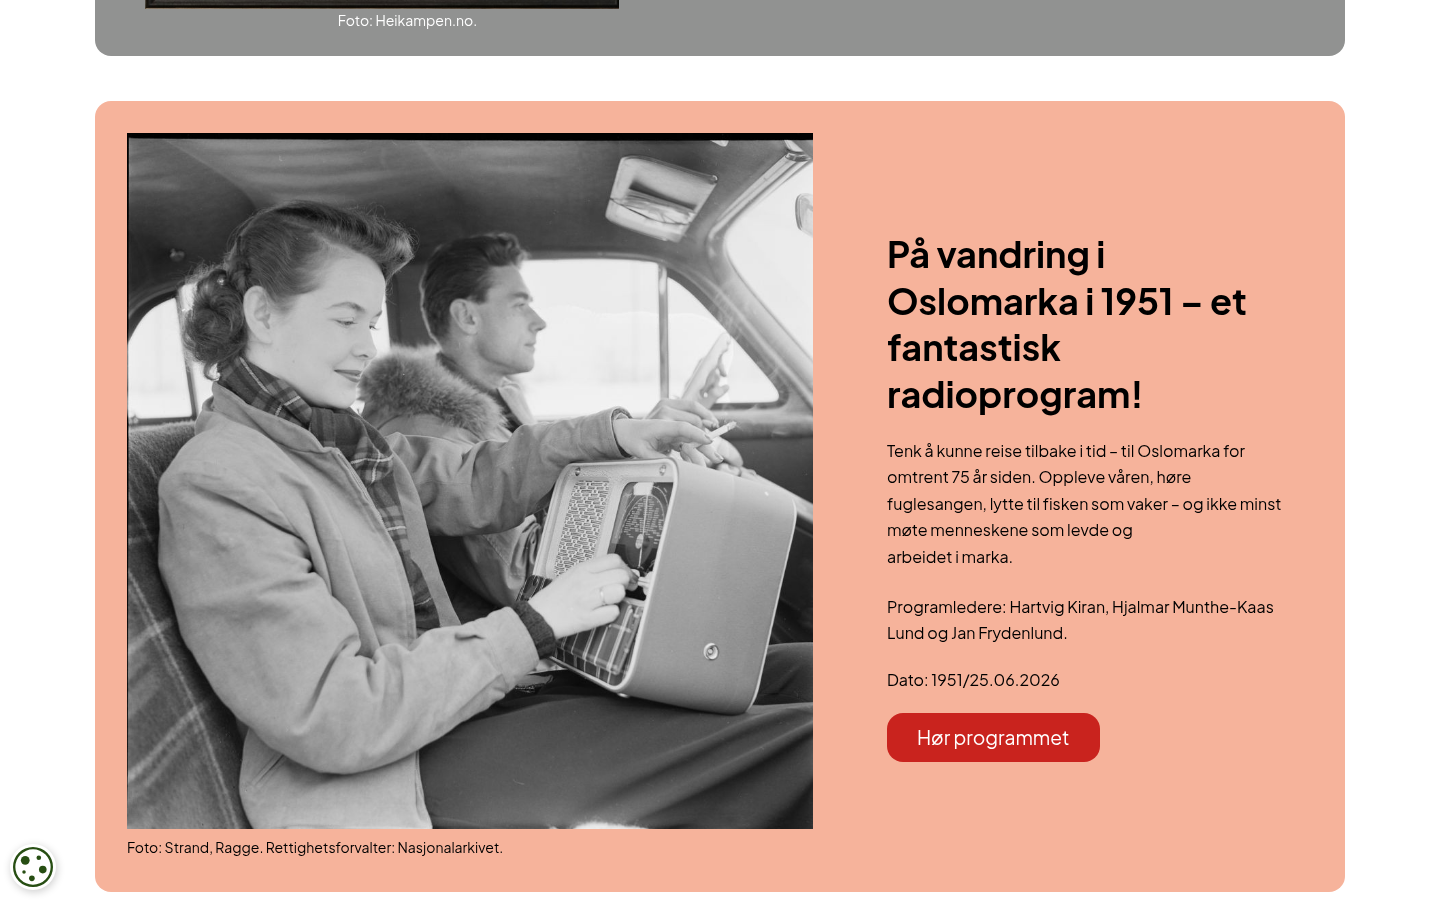 Foto: Heikampen.no.
På vandring i
Oslomarka i 1951 – et
fantastisk
radioprogram!
Tenk å kunne reise tilbake i tid – til Oslomarka for
omtrent 75 år siden. Oppleve våren, høre
fuglesangen, lytte til fisken som vaker – og ikke minst
møte menneskene som levde og
arbeidet i marka.
Programledere: Hartvig Kiran, Hjalmar Munthe-Kaas
Lund og Jan Frydenlund.
Dato: 1951/25.06.2026
Hør programmet
Foto: Strand, Ragge. Rettighetsforvalter: Nasjonalarkivet.